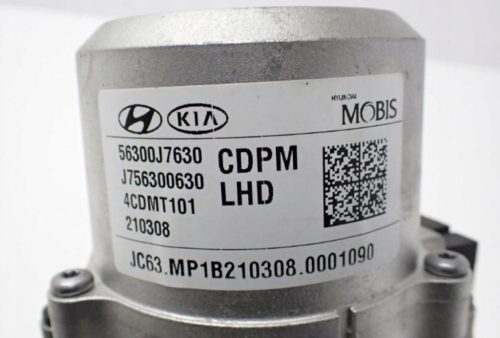 KIA
HYUNDAI
MOBIS
56300J7630
J756300630
4CDMT101
210308
CDPM
LHD
JC63.MP1B210308.0001090